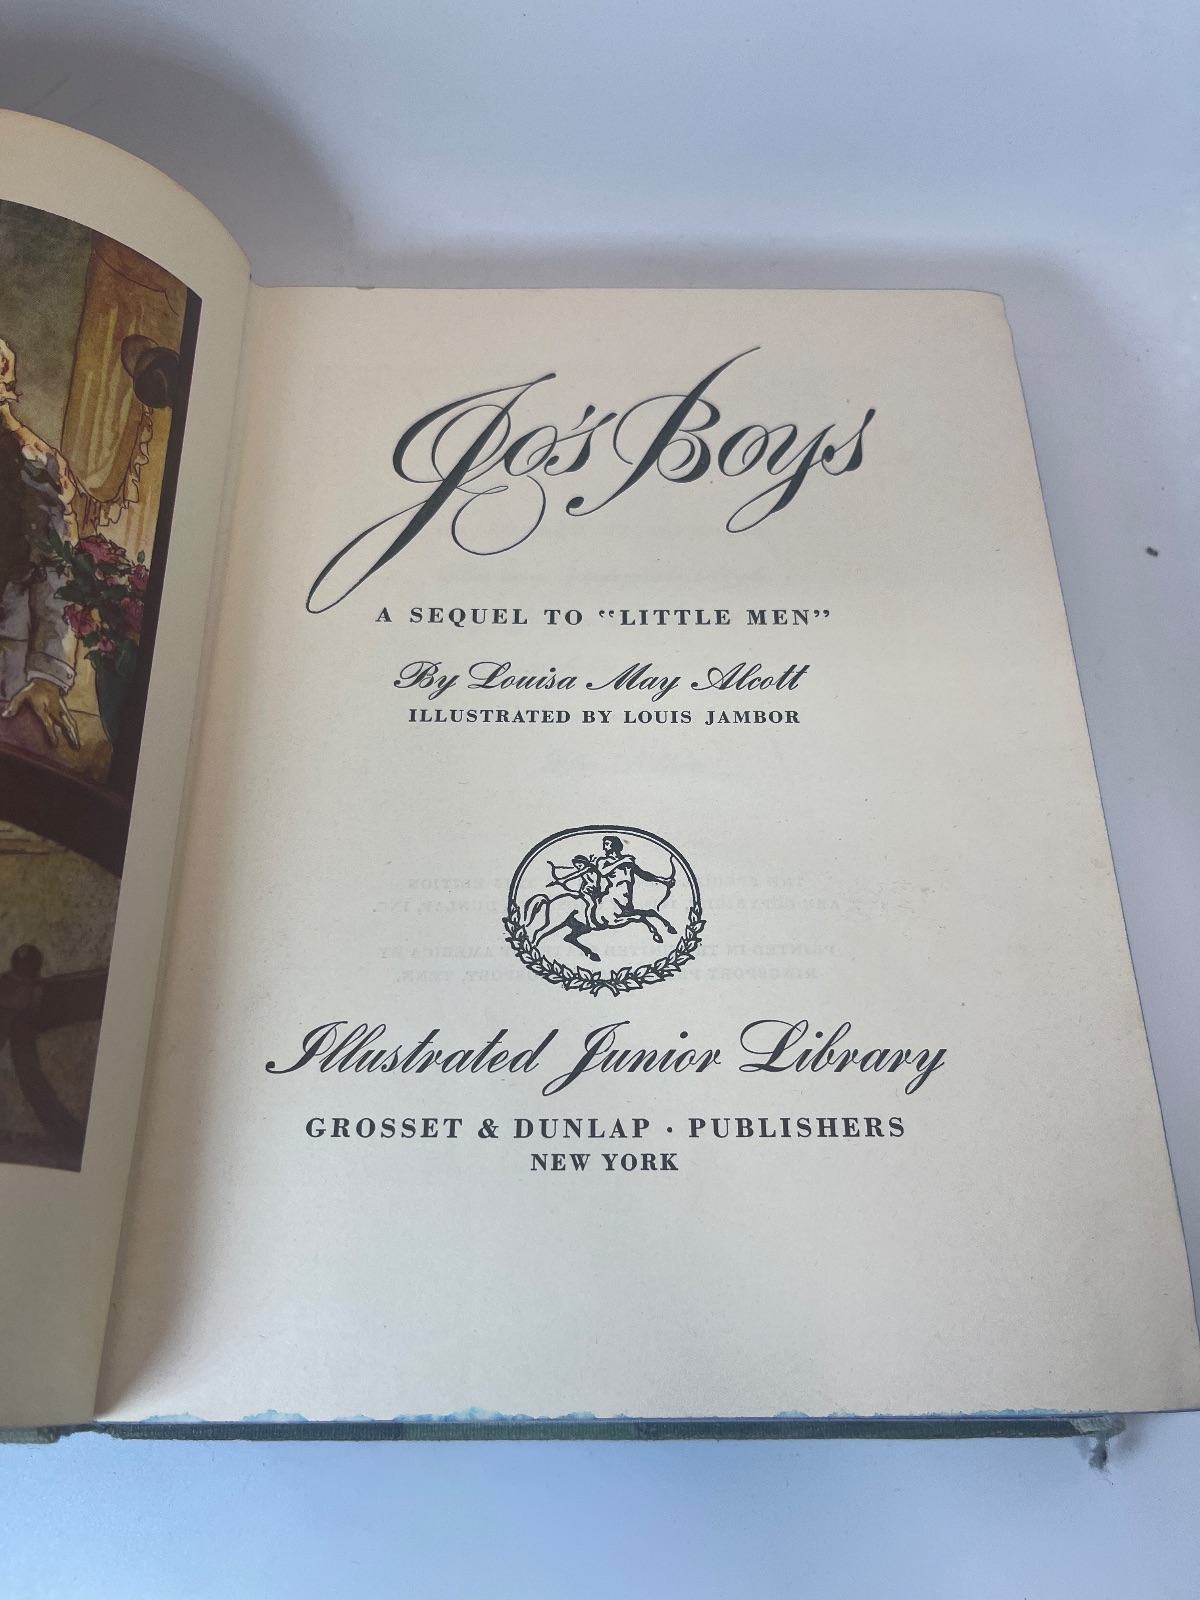 Jo's Boys
A SEQUEL TO “LITTLE MEN”
By Louisa May Alcott
ILLUSTRATED BY LOUIS JAMBOR
Illustrated Junior Library
GROSSET & DUNLAP · PUBLISHERS
NEW YORK